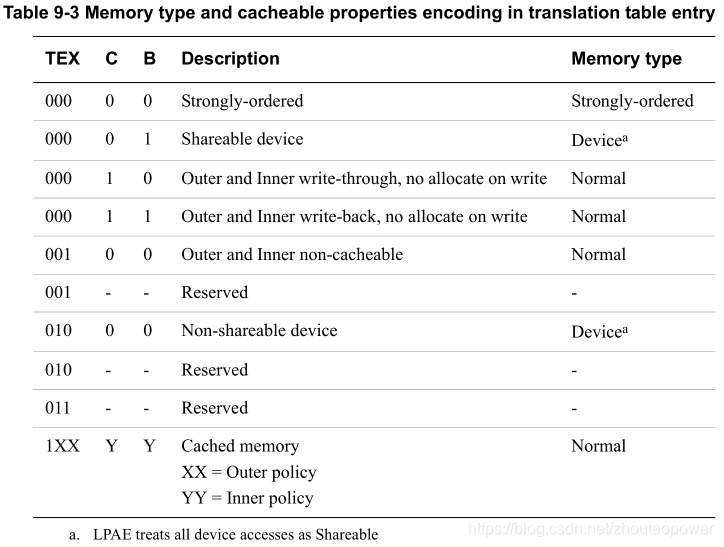 Table 9-3 Memory type and cacheable properties encoding in translation table entry
TEX C B Description Memory type
000 0 0 Strongly-ordered Strongly-ordered
000 0 1 Shareable device Deviceᵃ
000 1 0 Outer and Inner write-through, no allocate on write Normal
000 1 1 Outer and Inner write-back, no allocate on write Normal
001 0 0 Outer and Inner non-cacheable Normal
001 - - Reserved -
010 0 0 Non-shareable device Deviceᵃ
010 - - Reserved -
011 - - Reserved -
1XX Y Y Cached memory Normal
XX = Outer policy
YY = Inner policy
a. LPAE treats all device accesses as Shareable
https://blog.csdn.net/zhoutaopower